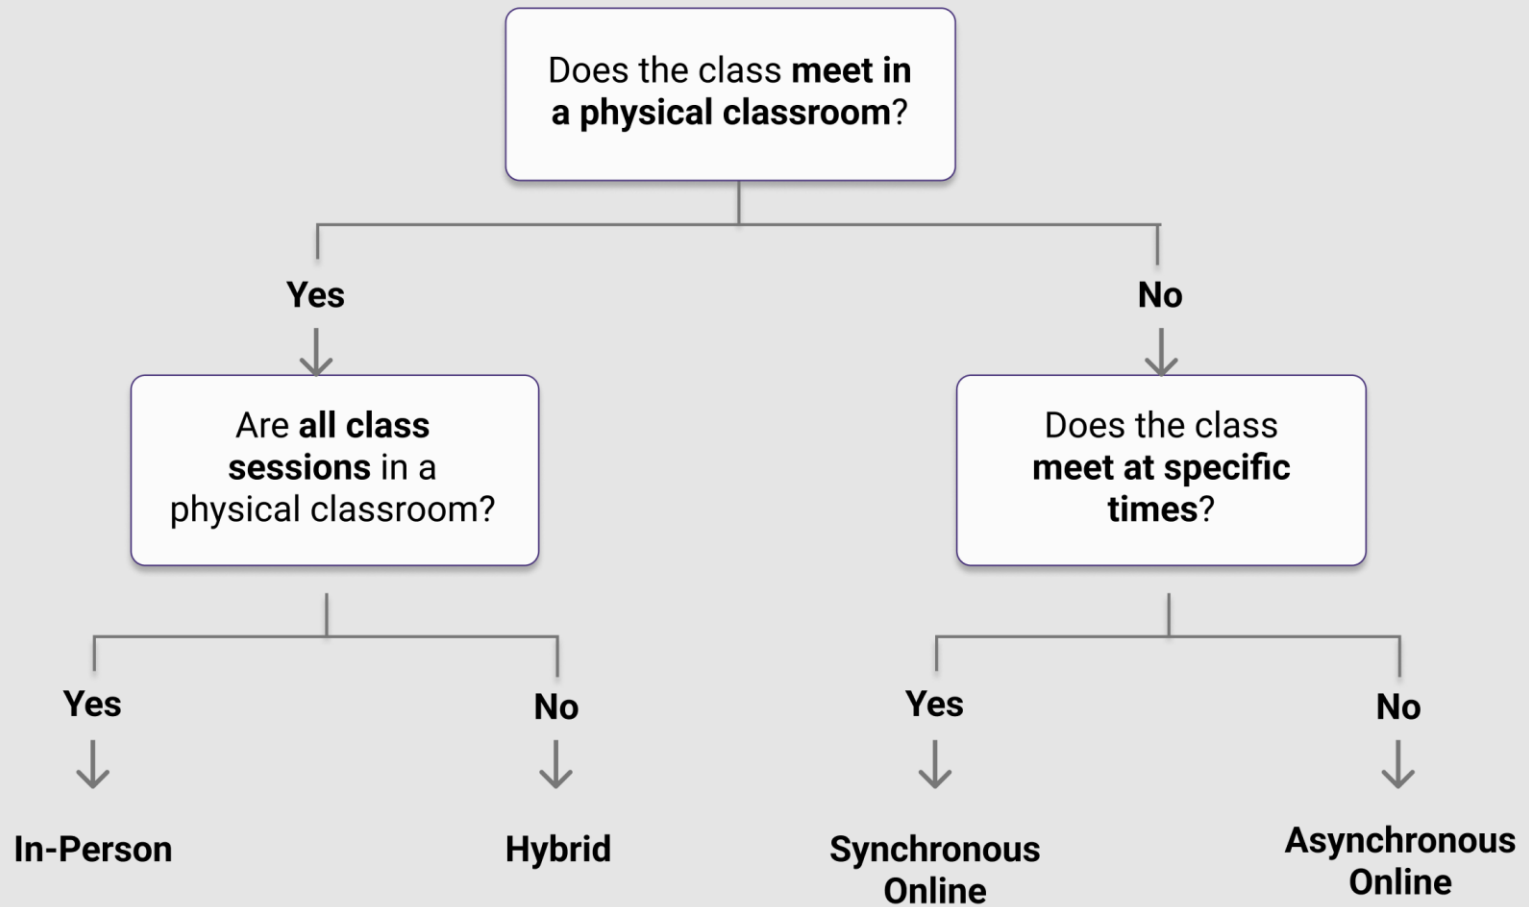 Does the class meet in
a physical classroom?
Yes
No
Are all class
sessions in a
physical classroom?
Does the class
meet at specific
times?
Yes
No
Yes
No
In-Person
Hybrid
Synchronous
Online
Asynchronous
Online